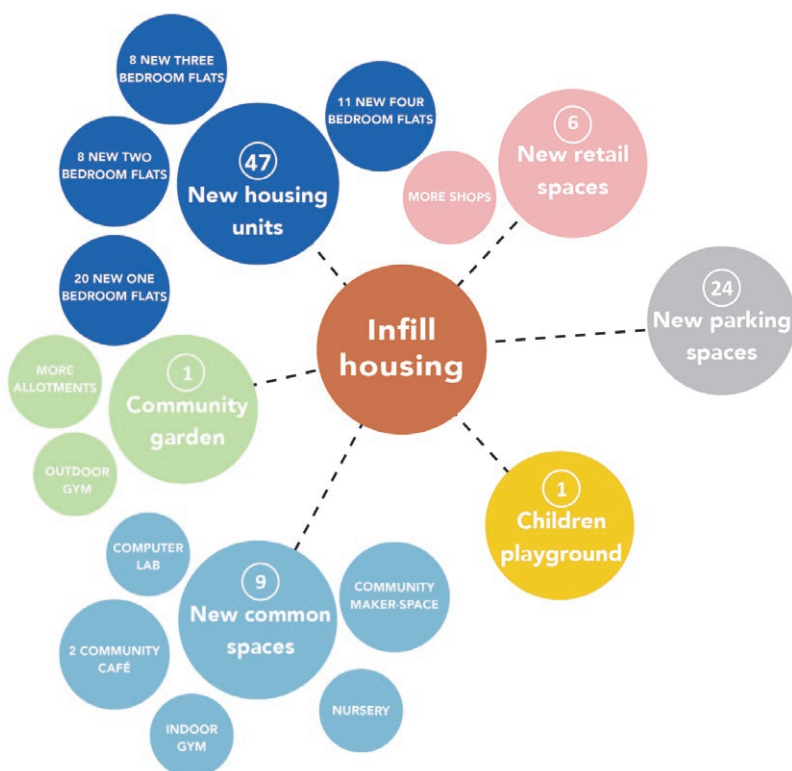 8 NEW THREE
BEDROOM FLATS
11 NEW FOUR
BEDROOM FLATS
8 NEW TWO
BEDROOM FLATS
47
New housing
units
20 NEW ONE
BEDROOM FLATS
6
New retail
spaces
MORE SHOPS
24
New parking
spaces
Infill
housing
MORE
ALLOTMENTS
1
Community
garden
OUTDOOR
GYM
1
Children
playground
COMPUTER
LAB
9
New common
spaces
COMMUNITY
MAKER-SPACE
2 COMMUNITY
CAFÉ
INDOOR
GYM
NURSERY